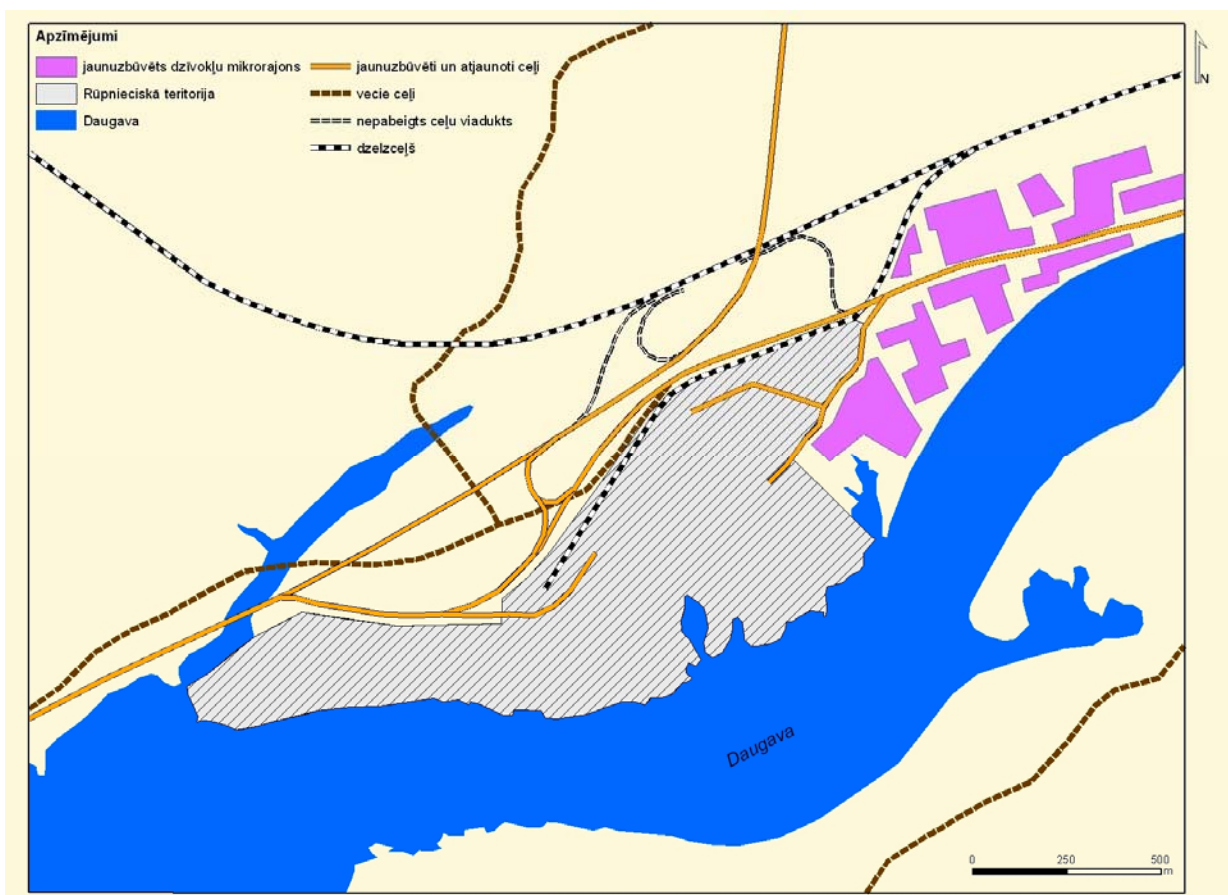 Apzīmējumi
jaunuzbūvēts dzīvokļu mikrorajons
Rūpnieciskā teritorija
Daugava
jaunuzbūvēti un atjaunoti ceļi
vecie ceļi
nepabeigts ceļu viadukts
dzelzceļš
N
Daugava
0 250 500
m